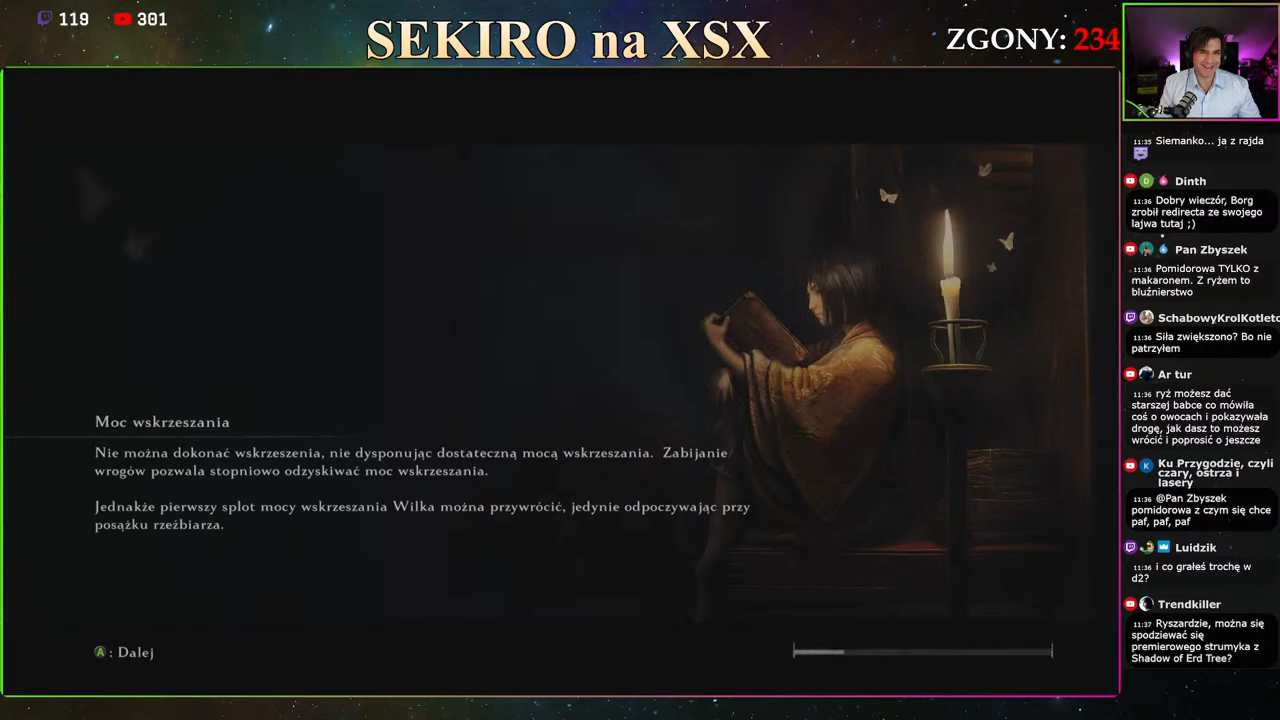 119
301
SEKIRO na XSX
ZGONY: 234
Moc wskrzeszania
Nie można dokonać wskrzeszenia, nie dysponując dostateczną mocą wskrzeszania. Zabijanie
wrogów pozwala stopniowo odzyskiwać moc wskrzeszania.
Jednakże pierwszy splot mocy wskrzeszania Wilka można przywrócić, jedynie odpoczywając przy
posążku rzeźbiarza.
A : Dalej
11:35 Siemanko... ja z rajda
D Dinth
11:36 Dobry wieczór, Borg
zrobił redirecta ze swojego
lajwa tutaj ;)
Pan Zbyszek
11:36 Pomidorowa TYLKO z
makaronem. Z ryżem to
bluźnierstwo
SchabowyKrolKotleto
11:36 Siła zwiększono? Bo nie
patrzyłem
Ar tur
11:36 ryż możesz dać
starszej babce co mówiła
coś o owocach i pokazywała
drogę, jak dasz to możesz
wrócić i poprosić o jeszcze
K Ku Przygodzie, czyli
czary, ostrza i
lasery
11:36 @Pan Zbyszek
pomidorowa z czym się chce
paf, paf, paf
Luidzik
11:36 i co grałeś trochę w
d2?
Trendkiller
11:37 Ryszardzie, można się
spodziewać się
premierowego strumyka z
Shadow of Erd Tree?